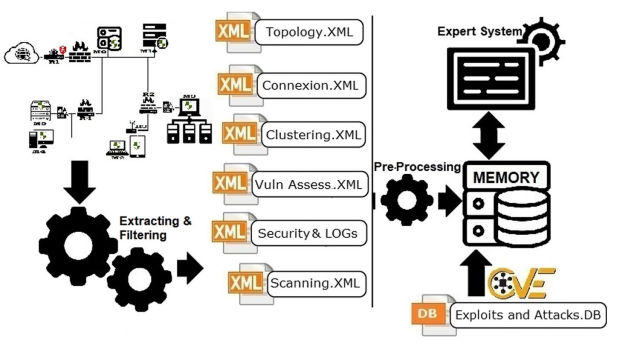 XML Topology.XML
XML Connexion.XML
XML Clustering.XML
XML Vuln Assess.XML
XML Security & LOGs
XML Scanning.XML
Extracting &
Filtering
Expert System
Pre-Processing
MEMORY
CVE
DB Exploits and Attacks.DB
R2